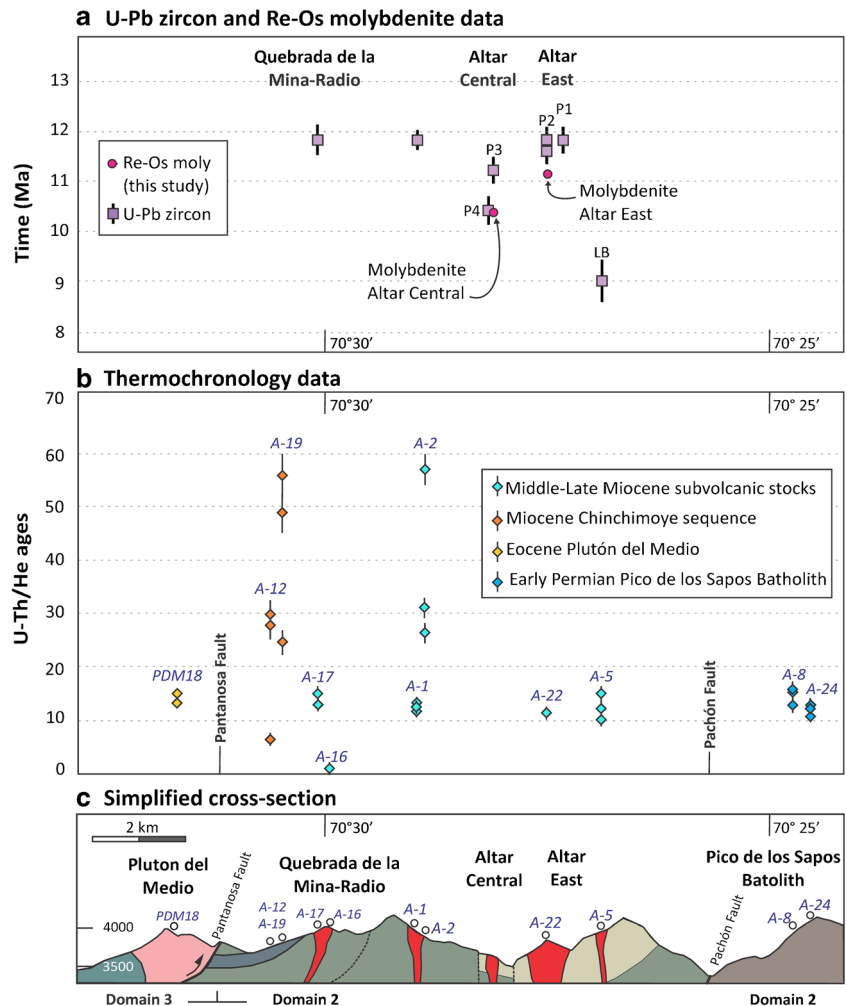 a U-Pb zircon and Re-Os molybdenite data
Quebrada de la
Mina-Radio
Altar
Central
Altar
East
13
12
11
10
9
8
Time (Ma)
Re-Os moly
(this study)
U-Pb zircon
P2
P1
P3
P4
LB
Molybdenite
Altar East
Molybdenite
Altar Central
70°30’
70° 25’
b Thermochronology data
70°30’
70° 25’
70
60
50
40
30
20
10
0
U-Th/He ages
A-19
A-2
Middle-Late Miocene subvolcanic stocks
Miocene Chinchimoye sequence
Eocene Plutón del Medio
Early Permian Pico de los Sapos Batholith
A-12
PDM18
Pantanosa Fault
A-17
A-1
A-5
A-22
Pachón Fault
A-8
A-24
A-16
c Simplified cross-section
2 km
70°30’
70° 25’
Pluton del
Medio
Pantanosa Fault
Quebrada de la
Mina-Radio
Altar
Central
Altar
East
Pico de los Sapos
Batolith
PDM18
A-12
A-19
A-17
A-16
A-1
A-2
A-22
A-5
Pachón Fault
A-8
A-24
4000
3500
Domain 3
Domain 2
Domain 2